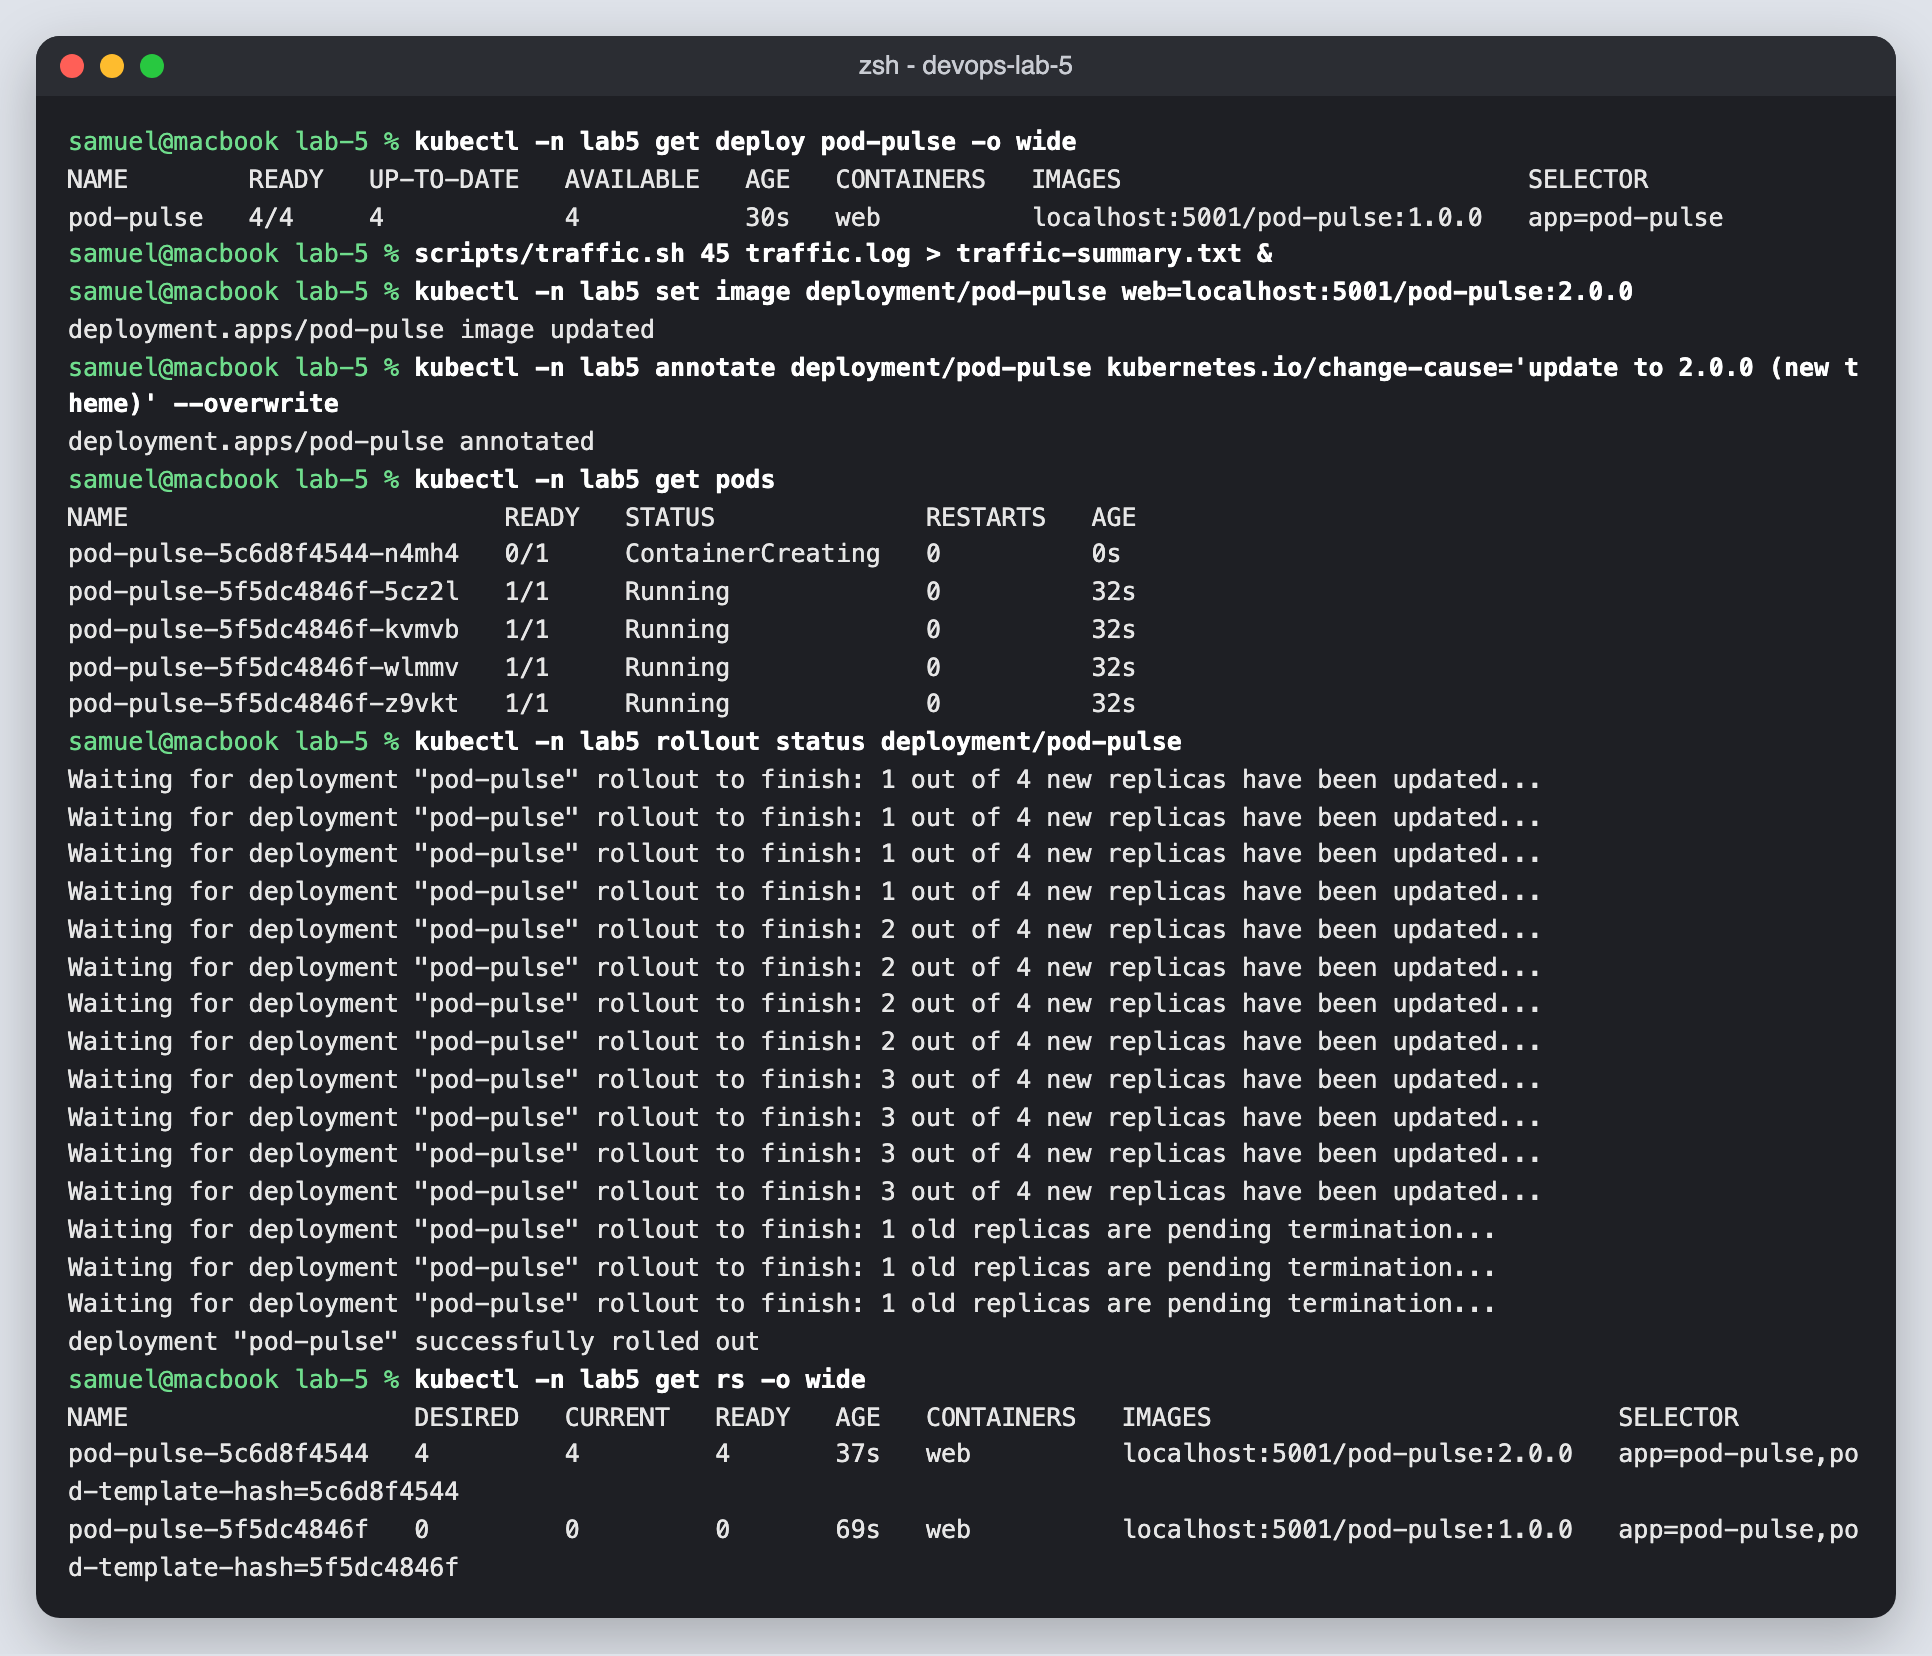 zsh - devops-lab-5
samuel@macbook lab-5 % kubectl -n lab5 get deploy pod-pulse -o wide
NAME        READY   UP-TO-DATE   AVAILABLE   AGE   CONTAINERS   IMAGES                           SELECTOR
pod-pulse   4/4     4            4           30s   web          localhost:5001/pod-pulse:1.0.0   app=pod-pulse
samuel@macbook lab-5 % scripts/traffic.sh 45 traffic.log > traffic-summary.txt &
samuel@macbook lab-5 % kubectl -n lab5 set image deployment/pod-pulse web=localhost:5001/pod-pulse:2.0.0
deployment.apps/pod-pulse image updated
samuel@macbook lab-5 % kubectl -n lab5 annotate deployment/pod-pulse kubernetes.io/change-cause='update to 2.0.0 (new t
heme)' --overwrite
deployment.apps/pod-pulse annotated
samuel@macbook lab-5 % kubectl -n lab5 get pods
NAME                         READY   STATUS              RESTARTS   AGE
pod-pulse-5c6d8f4544-n4mh4   0/1     ContainerCreating   0          0s
pod-pulse-5f5dc4846f-5cz2l   1/1     Running             0          32s
pod-pulse-5f5dc4846f-kvmvb   1/1     Running             0          32s
pod-pulse-5f5dc4846f-wlmmv   1/1     Running             0          32s
pod-pulse-5f5dc4846f-z9vkt   1/1     Running             0          32s
samuel@macbook lab-5 % kubectl -n lab5 rollout status deployment/pod-pulse
Waiting for deployment "pod-pulse" rollout to finish: 1 out of 4 new replicas have been updated...
Waiting for deployment "pod-pulse" rollout to finish: 1 out of 4 new replicas have been updated...
Waiting for deployment "pod-pulse" rollout to finish: 1 out of 4 new replicas have been updated...
Waiting for deployment "pod-pulse" rollout to finish: 1 out of 4 new replicas have been updated...
Waiting for deployment "pod-pulse" rollout to finish: 2 out of 4 new replicas have been updated...
Waiting for deployment "pod-pulse" rollout to finish: 2 out of 4 new replicas have been updated...
Waiting for deployment "pod-pulse" rollout to finish: 2 out of 4 new replicas have been updated...
Waiting for deployment "pod-pulse" rollout to finish: 2 out of 4 new replicas have been updated...
Waiting for deployment "pod-pulse" rollout to finish: 3 out of 4 new replicas have been updated...
Waiting for deployment "pod-pulse" rollout to finish: 3 out of 4 new replicas have been updated...
Waiting for deployment "pod-pulse" rollout to finish: 3 out of 4 new replicas have been updated...
Waiting for deployment "pod-pulse" rollout to finish: 3 out of 4 new replicas have been updated...
Waiting for deployment "pod-pulse" rollout to finish: 1 old replicas are pending termination...
Waiting for deployment "pod-pulse" rollout to finish: 1 old replicas are pending termination...
Waiting for deployment "pod-pulse" rollout to finish: 1 old replicas are pending termination...
deployment "pod-pulse" successfully rolled out
samuel@macbook lab-5 % kubectl -n lab5 get rs -o wide
NAME                   DESIRED   CURRENT   READY   AGE   CONTAINERS   IMAGES                           SELECTOR
pod-pulse-5c6d8f4544   4         4         4       37s   web          localhost:5001/pod-pulse:2.0.0   app=pod-pulse,po
d-template-hash=5c6d8f4544
pod-pulse-5f5dc4846f   0         0         0       69s   web          localhost:5001/pod-pulse:1.0.0   app=pod-pulse,po
d-template-hash=5f5dc4846f